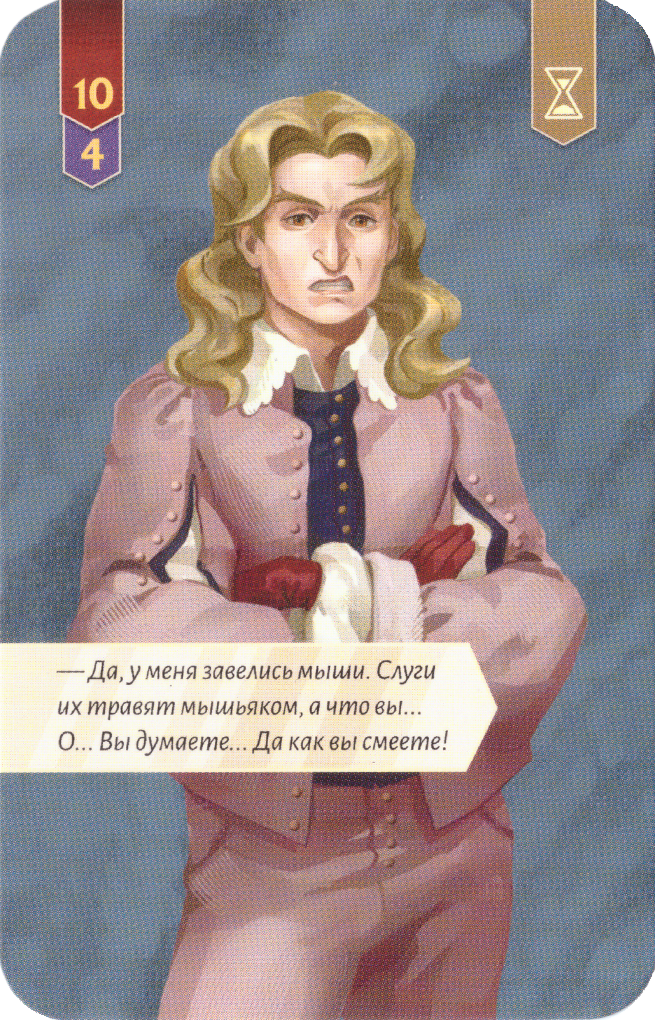 10
4
— Да, у меня завелись мыши. Слуги
их травят мышьяком, а что вы...
О... Вы думаете... Да как вы смеете!